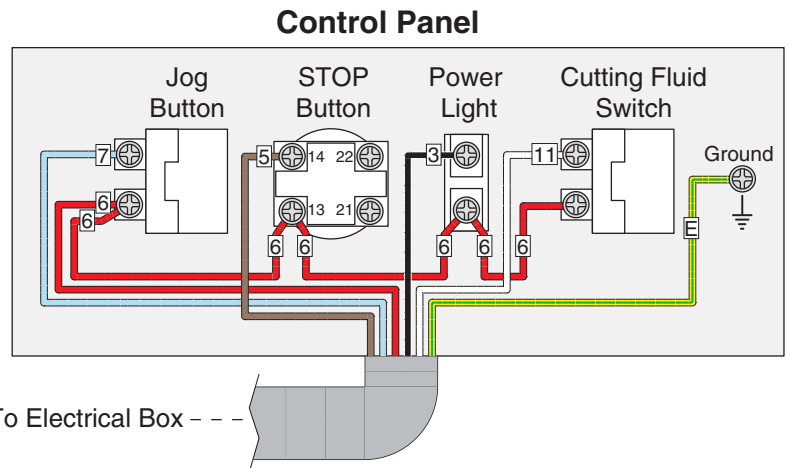 Control Panel
Jog
Button
STOP
Button
Power
Light
Cutting Fluid
Switch
Ground
7
5
14 22
3
11
6
6
13 21
E
6
6
6
6
6
To Electrical Box